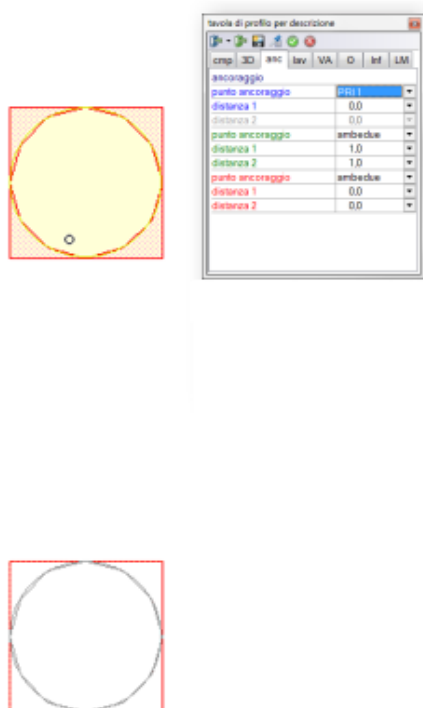 tavole di profilo per descrizione
cmp 3D anc lav VA O Inf LM
ancoraggio
punto ancoraggio PRI 1
distanza 1 0,0
distanza 2 0,0
punto ancoraggio ambedue
distanza 1 1,0
distanza 2 1,0
punto ancoraggio ambedue
distanza 1 0,0
distanza 2 0,0